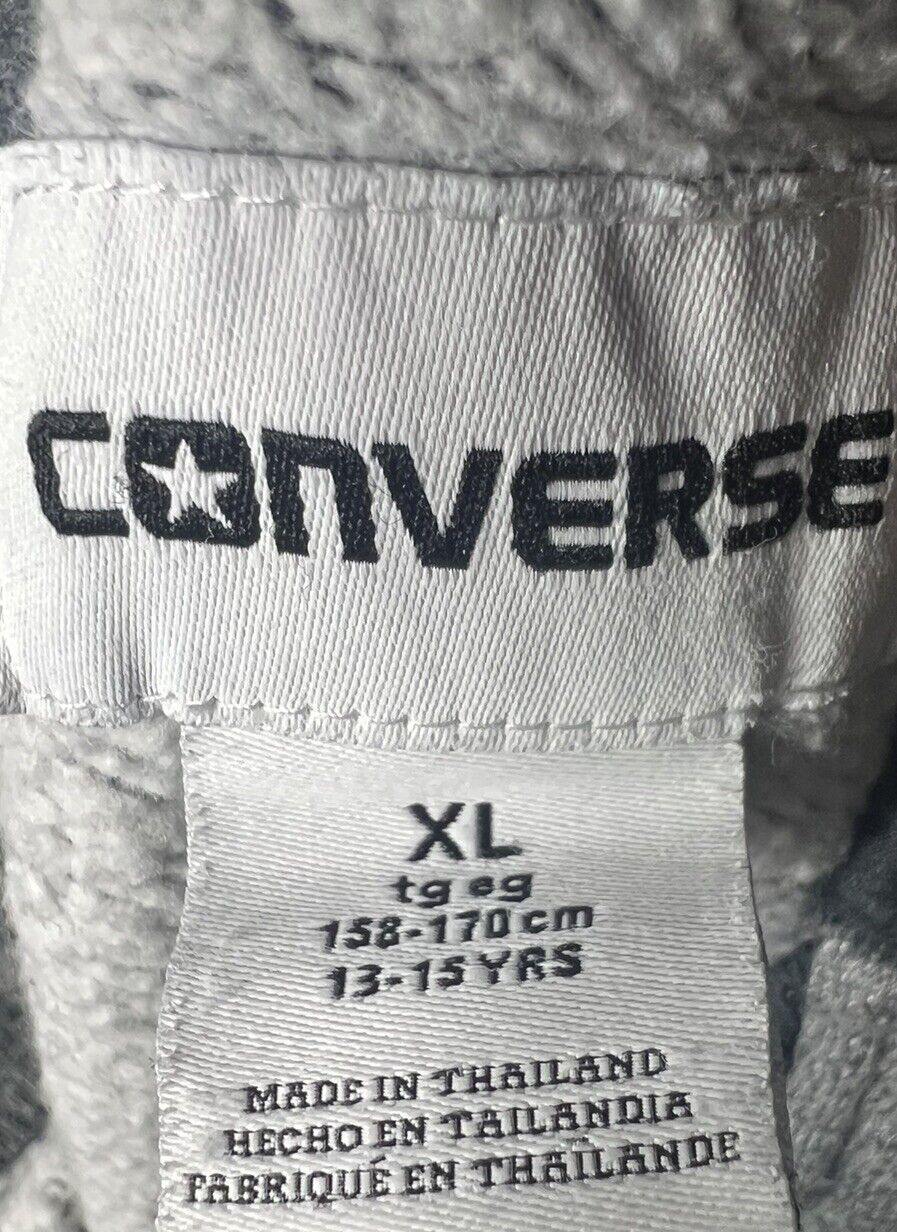 CONVERSE
XL
tg eg
158-170 cm
13-15 YRS
MADE IN THAILAND
HECHO EN TAILANDIA
FABRIQUÉ EN THAÏLANDE